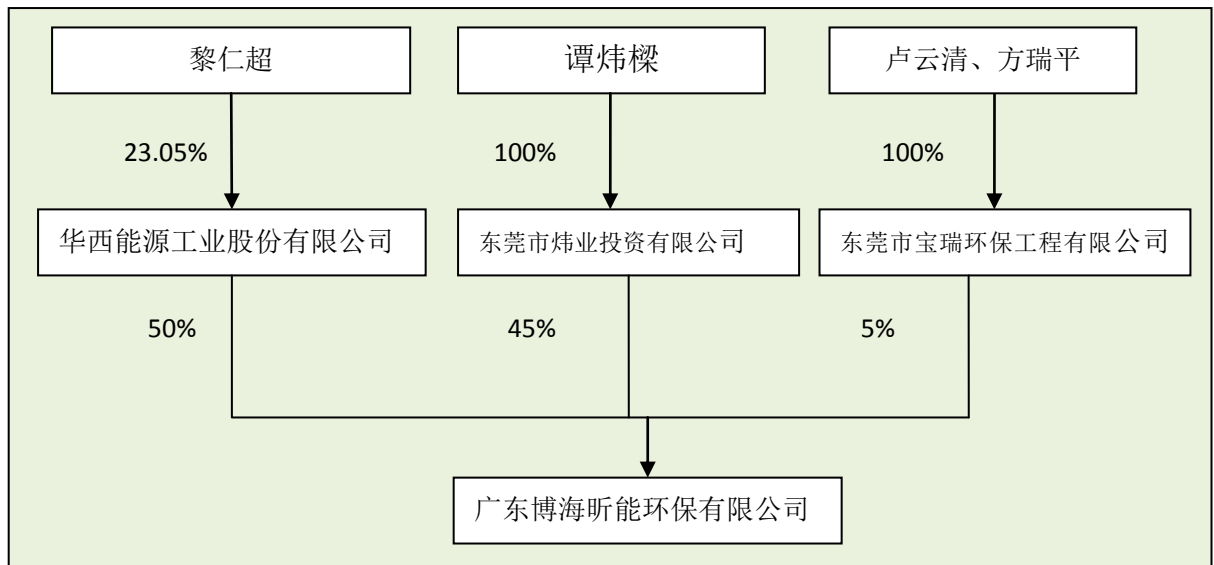 黎仁超
谭炜樑
卢云清、方瑞平
23.05%
100%
100%
华西能源工业股份有限公司
东莞市炜业投资有限公司
东莞市宝瑞环保工程有限公司
50%
45%
5%
广东博海昕能环保有限公司